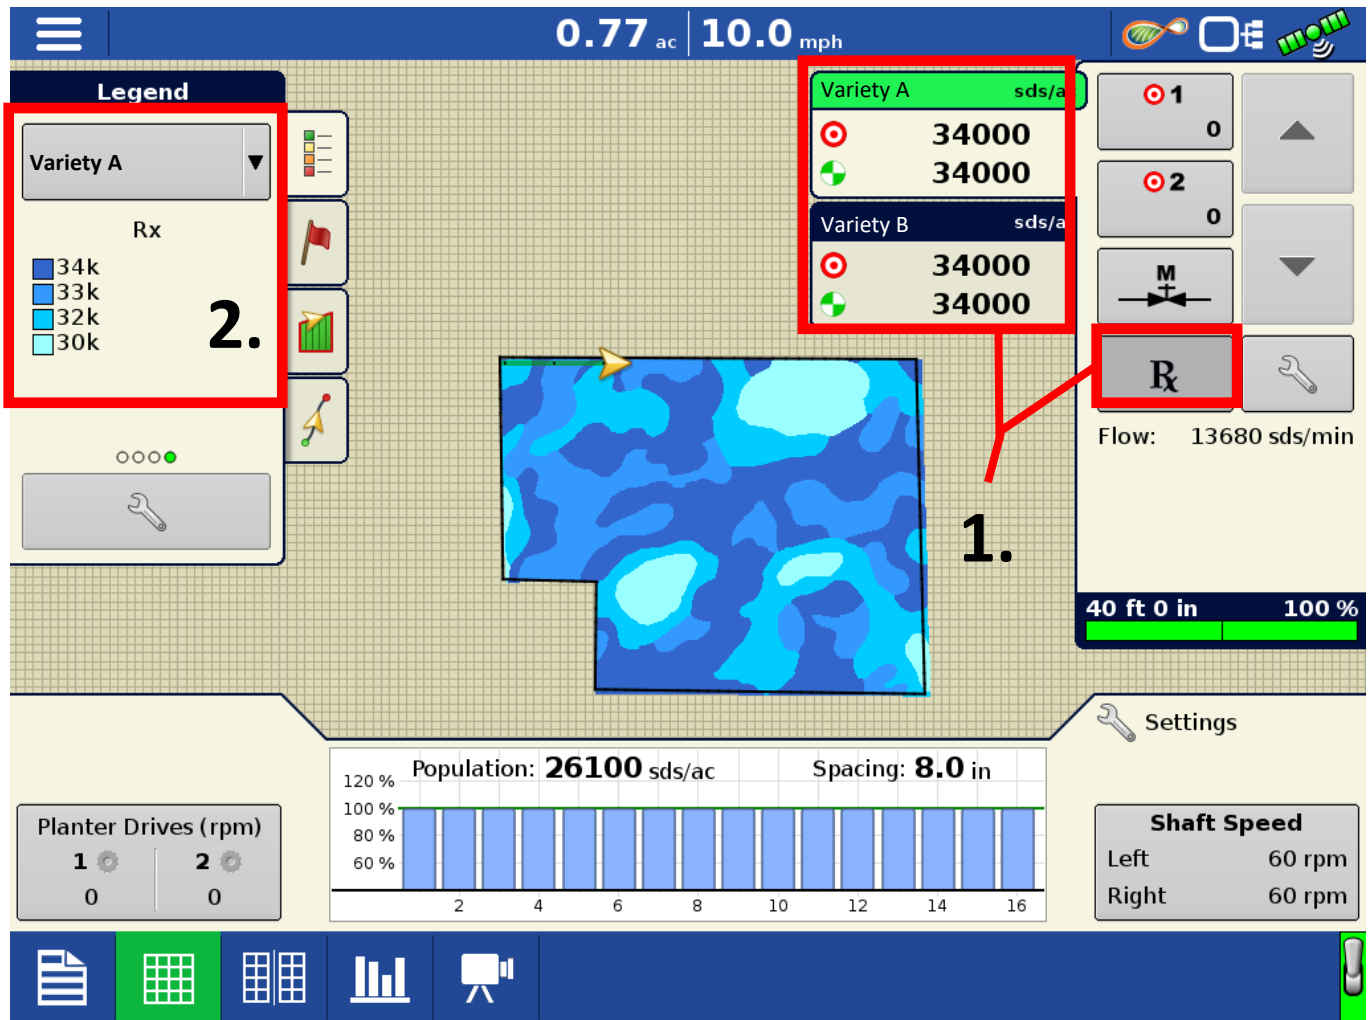 0.77 ac 10.0 mph
Legend
Variety A
Rx
34k
33k
32k
30k
2.
Variety A sds/a
34000
34000
Variety B sds/a
34000
34000
1
0
2
0
M
Rx
Flow: 13680 sds/min
1.
40 ft 0 in 100 %
Settings
Population: 26100 sds/ac Spacing: 8.0 in
120 %
100 %
80 %
60 %
2 4 6 8 10 12 14 16
Planter Drives (rpm)
1 2
0 0
Shaft Speed
Left 60 rpm
Right 60 rpm